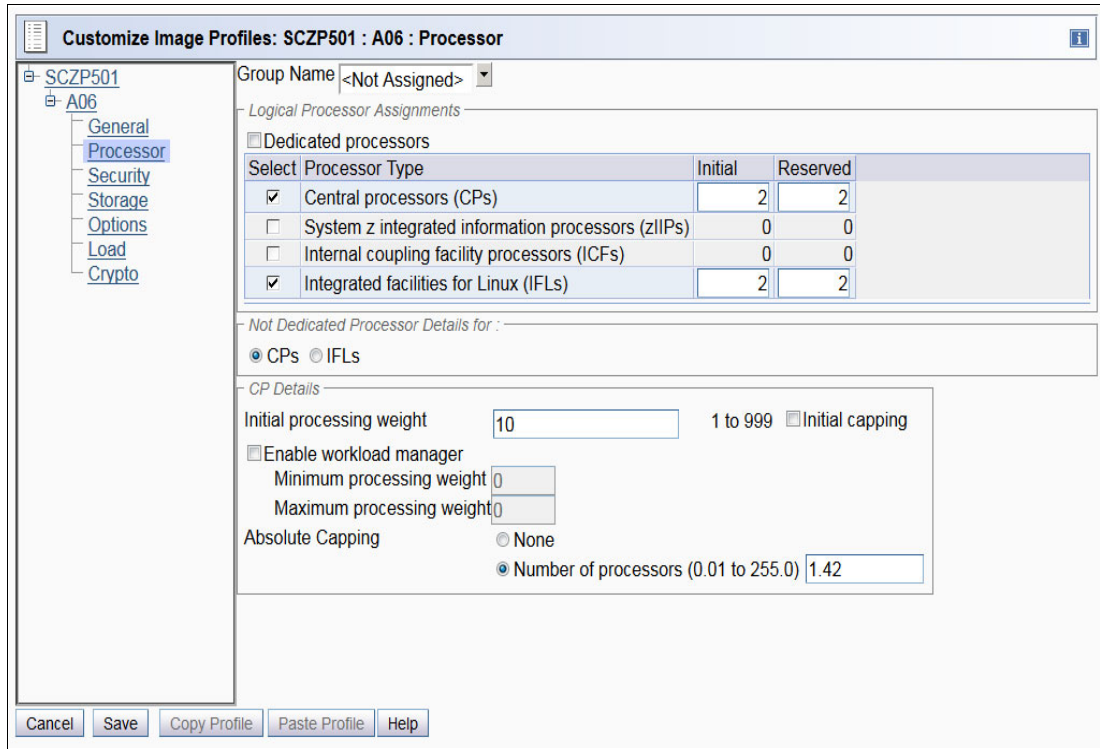 Customize Image Profiles: SCZP501 : A06 : Processor
i
SCZP501
A06
General
Processor
Security
Storage
Options
Load
Crypto
Group Name <Not Assigned>
Logical Processor Assignments
Dedicated processors
Select Processor Type Initial Reserved
Central processors (CPs) 2 2
System z integrated information processors (zIIPs) 0 0
Internal coupling facility processors (ICFs) 0 0
Integrated facilities for Linux (IFLs) 2 2
Not Dedicated Processor Details for :
CPs IFLs
CP Details
Initial processing weight 10 1 to 999 Initial capping
Enable workload manager
Minimum processing weight 0
Maximum processing weight 0
Absolute Capping None
Number of processors (0.01 to 255.0) 1.42
Cancel Save Copy Profile Paste Profile Help